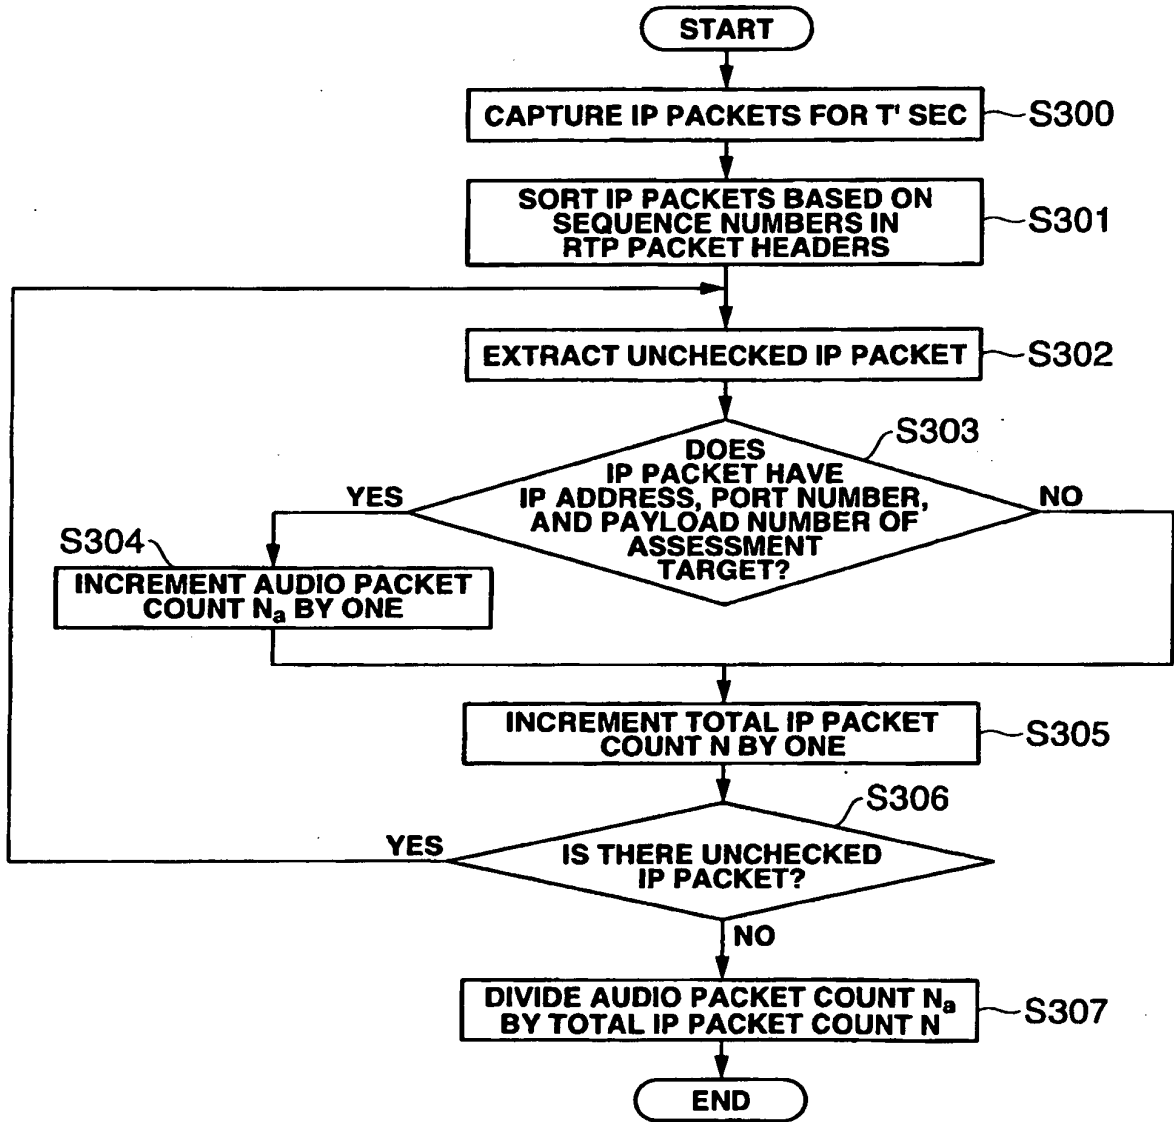 START
CAPTURE IP PACKETS FOR T' SEC
S300
SORT IP PACKETS BASED ON
SEQUENCE NUMBERS IN
RTP PACKET HEADERS
S301
EXTRACT UNCHECKED IP PACKET
S302
S303
DOES
IP PACKET HAVE
IP ADDRESS, PORT NUMBER,
AND PAYLOAD NUMBER OF
ASSESSMENT
TARGET?
YES
NO
S304
INCREMENT AUDIO PACKET
COUNT Na BY ONE
INCREMENT TOTAL IP PACKET
COUNT N BY ONE
S305
S306
IS THERE UNCHECKED
IP PACKET?
YES
NO
DIVIDE AUDIO PACKET COUNT Na
BY TOTAL IP PACKET COUNT N
S307
END